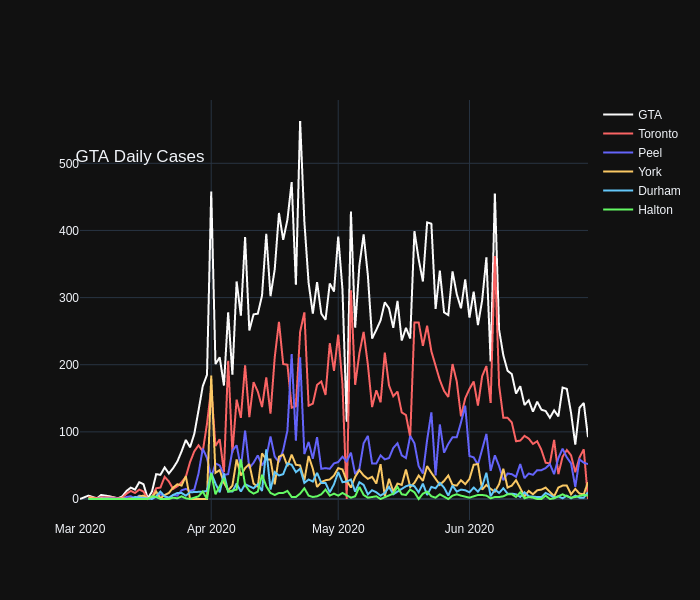 GTA Daily Cases
500
400
300
200
100
0
Mar 2020
Apr 2020
May 2020
Jun 2020
GTA
Toronto
Peel
York
Durham
Halton